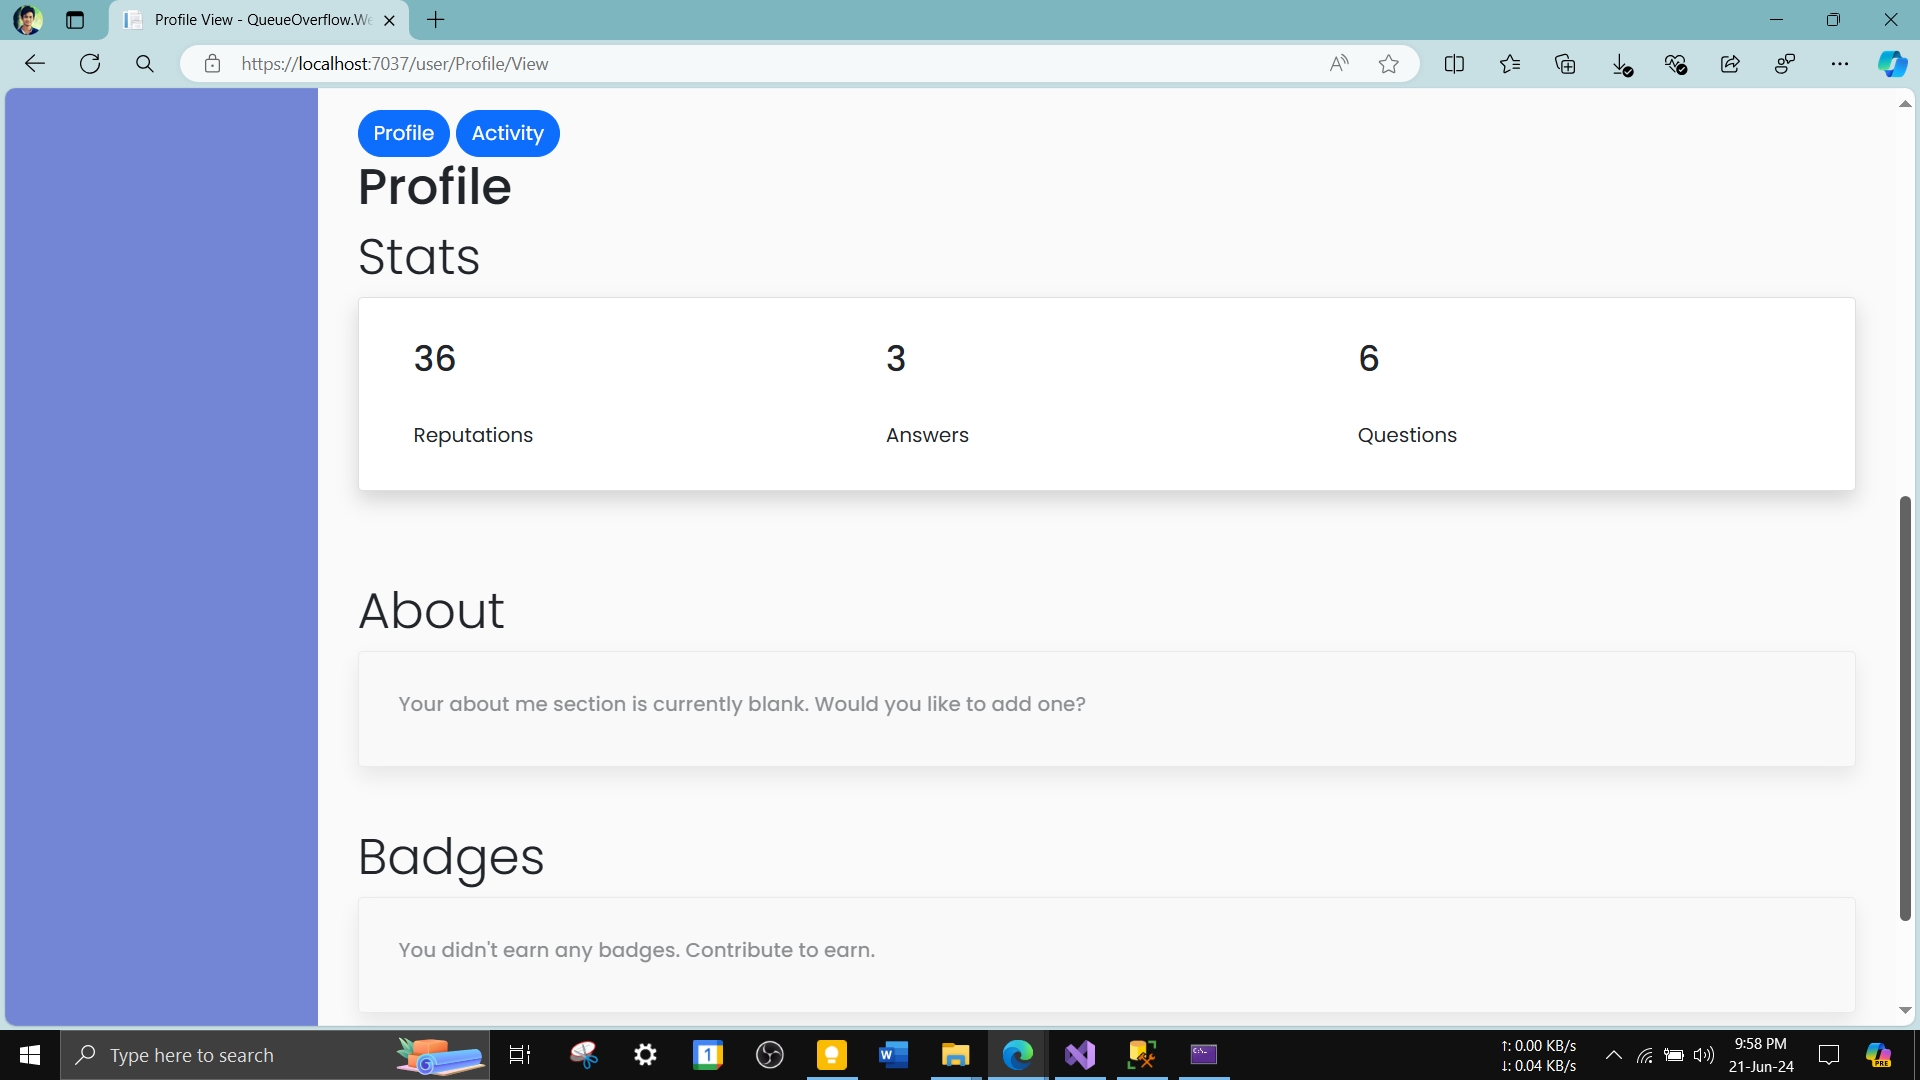 Profile View - QueueOverflow.We
https://localhost:7037/user/Profile/View
Profile Activity
Profile
Stats
36 3 6
Reputations Answers Questions
About
Your about me section is currently blank. Would you like to add one?
Badges
You didn't earn any badges. Contribute to earn.
Type here to search
↑: 0.00 KB/s
↓: 0.04 KB/s
9:58 PM
21-Jun-24